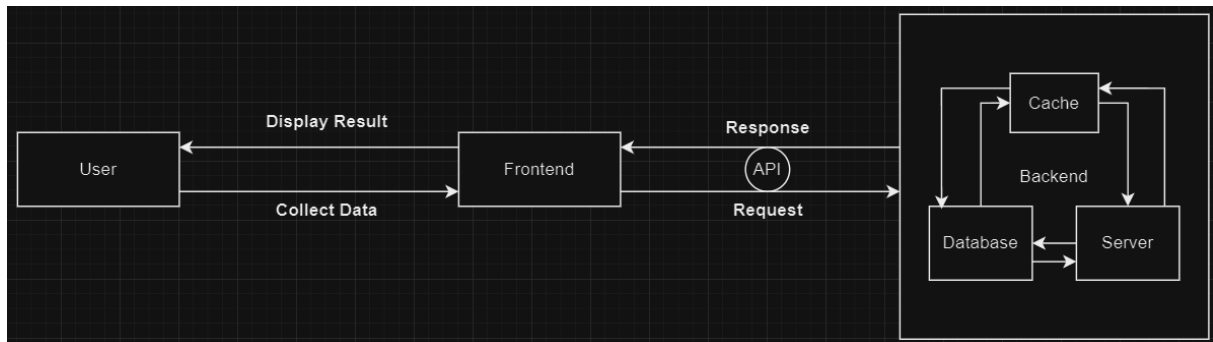 User
Display Result
Collect Data
Frontend
Response
API
Request
Cache
Backend
Database
Server